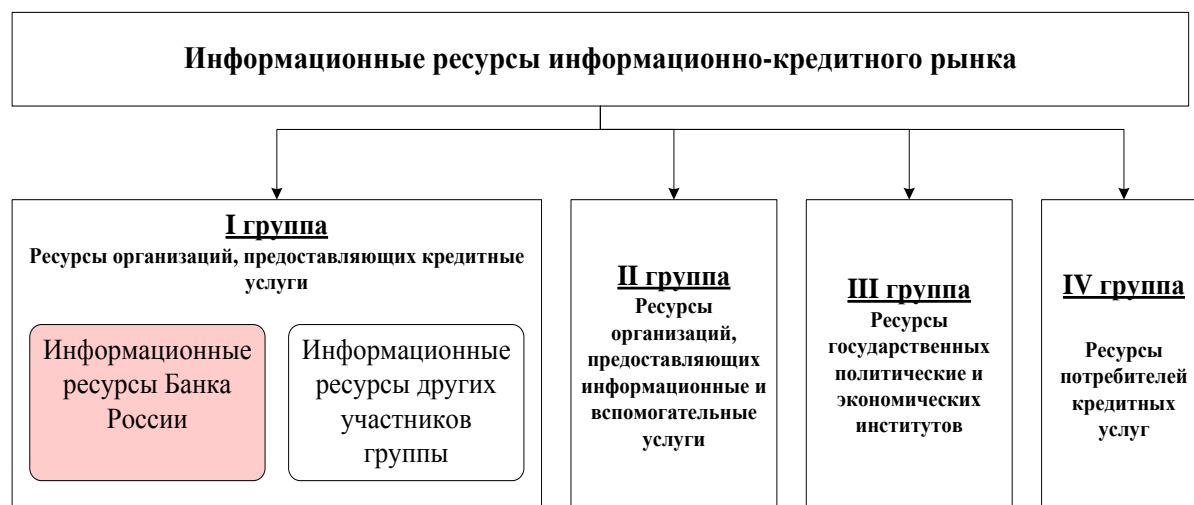 Информационные ресурсы информационно-кредитного рынка
I группа
Ресурсы организаций, предоставляющих кредитные
услуги
Информационные
ресурсы Банка
России
Информационные
ресурсы других
участников
группы
II группа
Ресурсы
организаций,
предоставляющих
информационные и
вспомогательные
услуги
III группа
Ресурсы
государственных
политические и
экономических
институтов
IV группа
Ресурсы
потребителей
кредитных
услуг